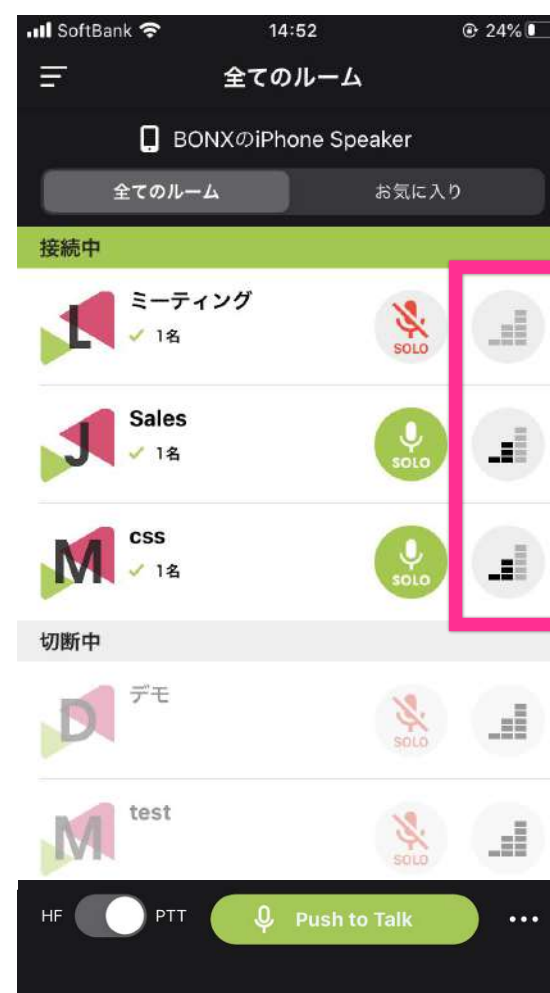 SoftBank 14:52 24%
全てのルーム
BONXのiPhone Speaker
全てのルーム お気に入り
接続中
L ミーティング
1名
SOLO
J Sales
1名
SOLO
M css
1名
SOLO
切断中
D デモ
SOLO
M test
SOLO
HF PTT Push to Talk